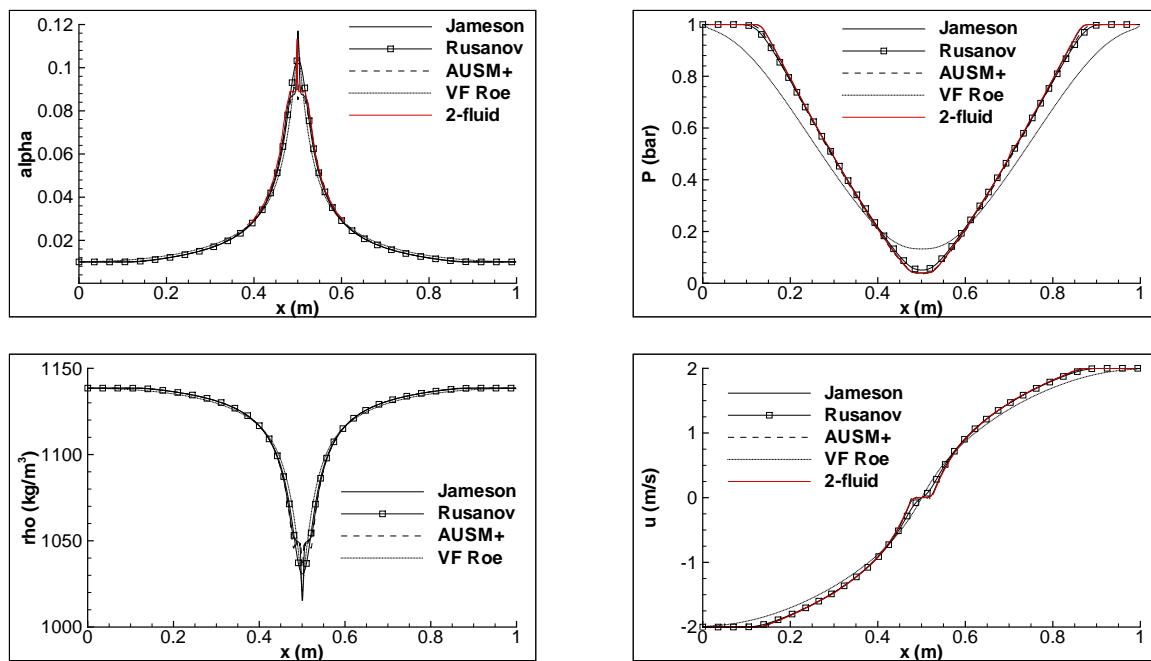 0.12
0.1
0.08
0.06
0.04
0.02
alpha
Jameson
Rusanov
AUSM+
VF Roe
2-fluid
0 0.2 0.4 0.6 0.8 1
x (m)
1
0.8
0.6
0.4
0.2
0
P (bar)
Jameson
Rusanov
AUSM+
VF Roe
2-fluid
0 0.2 0.4 0.6 0.8 1
x (m)
1150
1100
1050
1000
rho (kg/m³)
Jameson
Rusanov
AUSM+
VF Roe
0 0.2 0.4 0.6 0.8 1
x (m)
2
1
0
-1
-2
u (m/s)
Jameson
Rusanov
AUSM+
VF Roe
2-fluid
0 0.2 0.4 0.6 0.8 1
x (m)